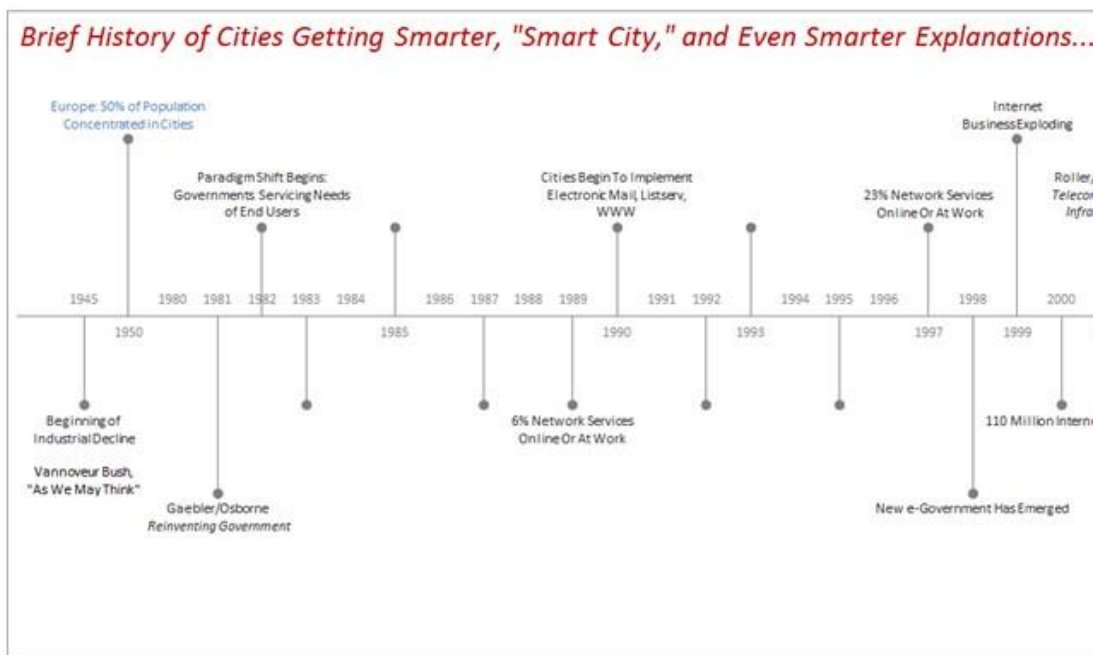 Brief History of Cities Getting Smarter, "Smart City," and Even Smarter Explanations...
Europe: 50% of Population
Concentrated in Cities
Internet
Business Exploding
Paradigm Shift Begins:
Governments Servicing Needs
of End Users
Cities Begin To Implement
Electronic Mail, Listserv,
WWW
23% Network Services
Online Or At Work
Roller/
Telecom
Infra
1945 1980 1981 1982 1983 1984 1986 1987 1988 1989 1991 1992 1994 1995 1996 1998 2000
1950 1985 1990 1993 1997 1999
Beginning of
Industrial Decline
Vannoveur Bush,
"As We May Think"
6% Network Services
Online Or At Work
110 Million Intern
Gaebler/Osborne
Reinventing Government
New e-Government Has Emerged